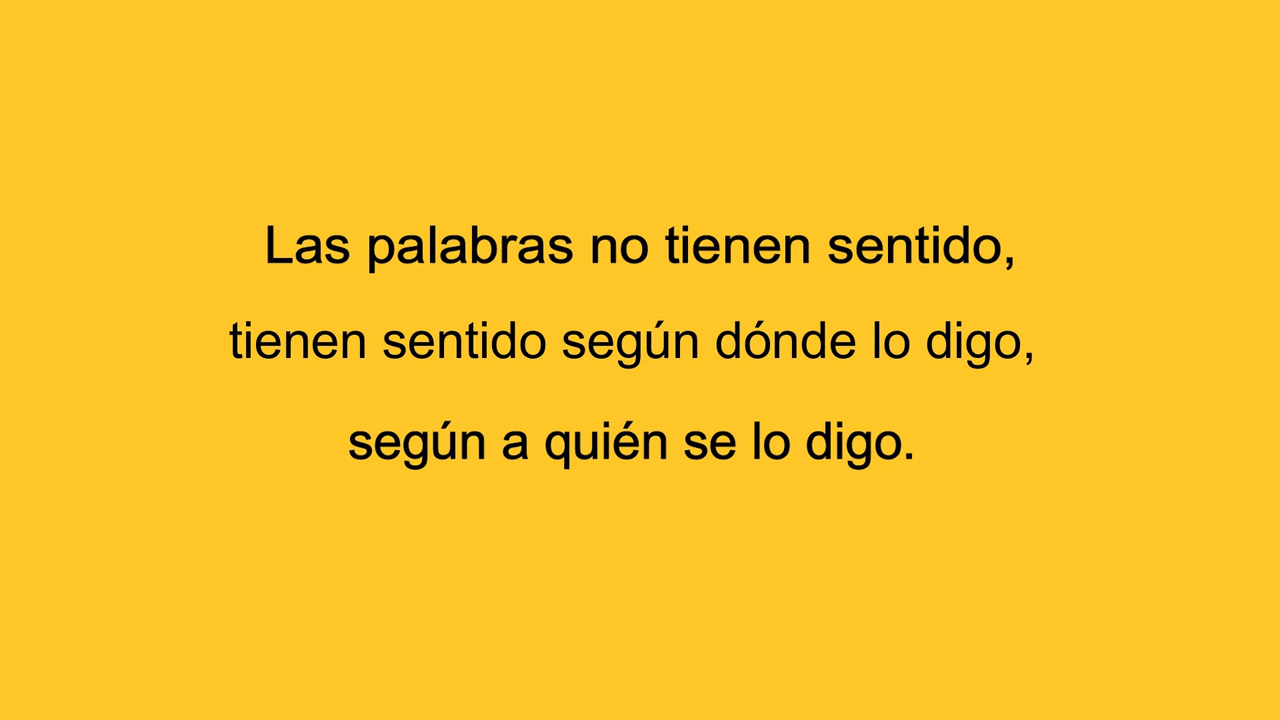 Las palabras no tienen sentido,
tienen sentido según dónde lo digo,
según a quién se lo digo.